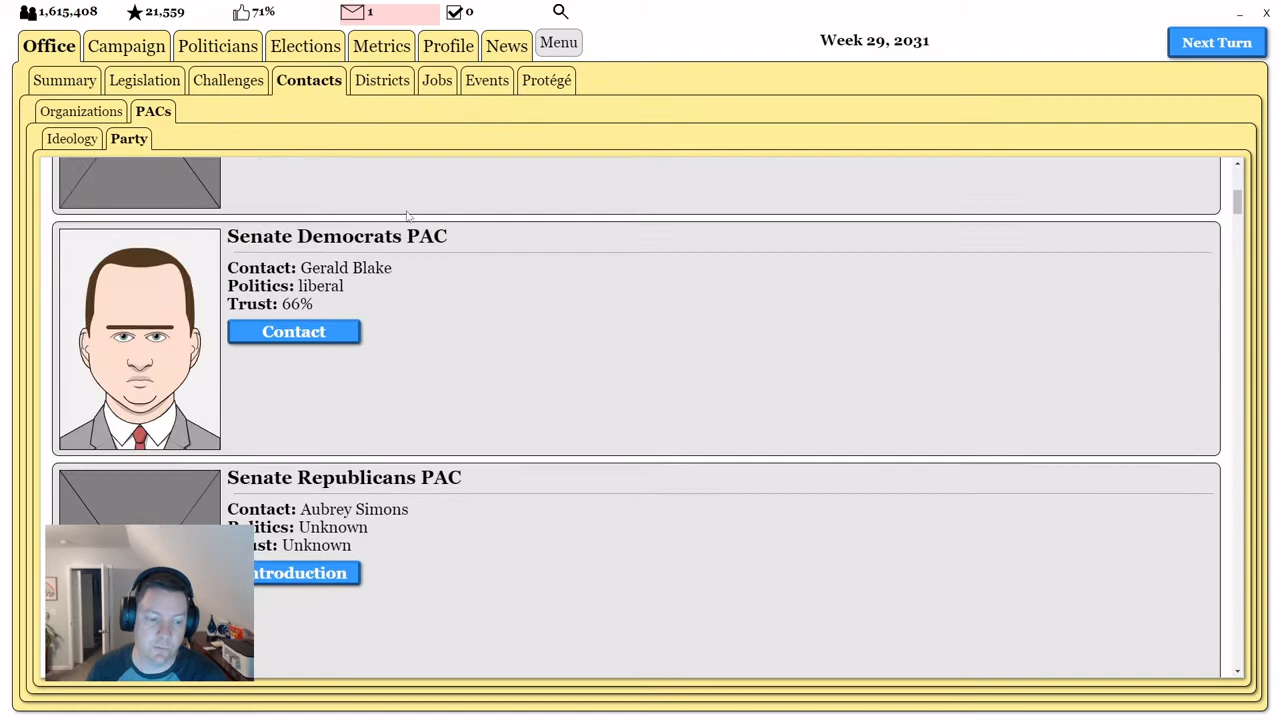 1,615,408 21,559 71% 1 0
Office Campaign Politicians Elections Metrics Profile News Menu Week 29, 2031 Next Turn
_ X
Summary Legislation Challenges Contacts Districts Jobs Events Protégé
Organizations PACs
Ideology Party
Senate Democrats PAC
Contact: Gerald Blake
Politics: liberal
Trust: 66%
Contact
Senate Republicans PAC
Contact: Aubrey Simons
Politics: Unknown
ust: Unknown
ntroduction